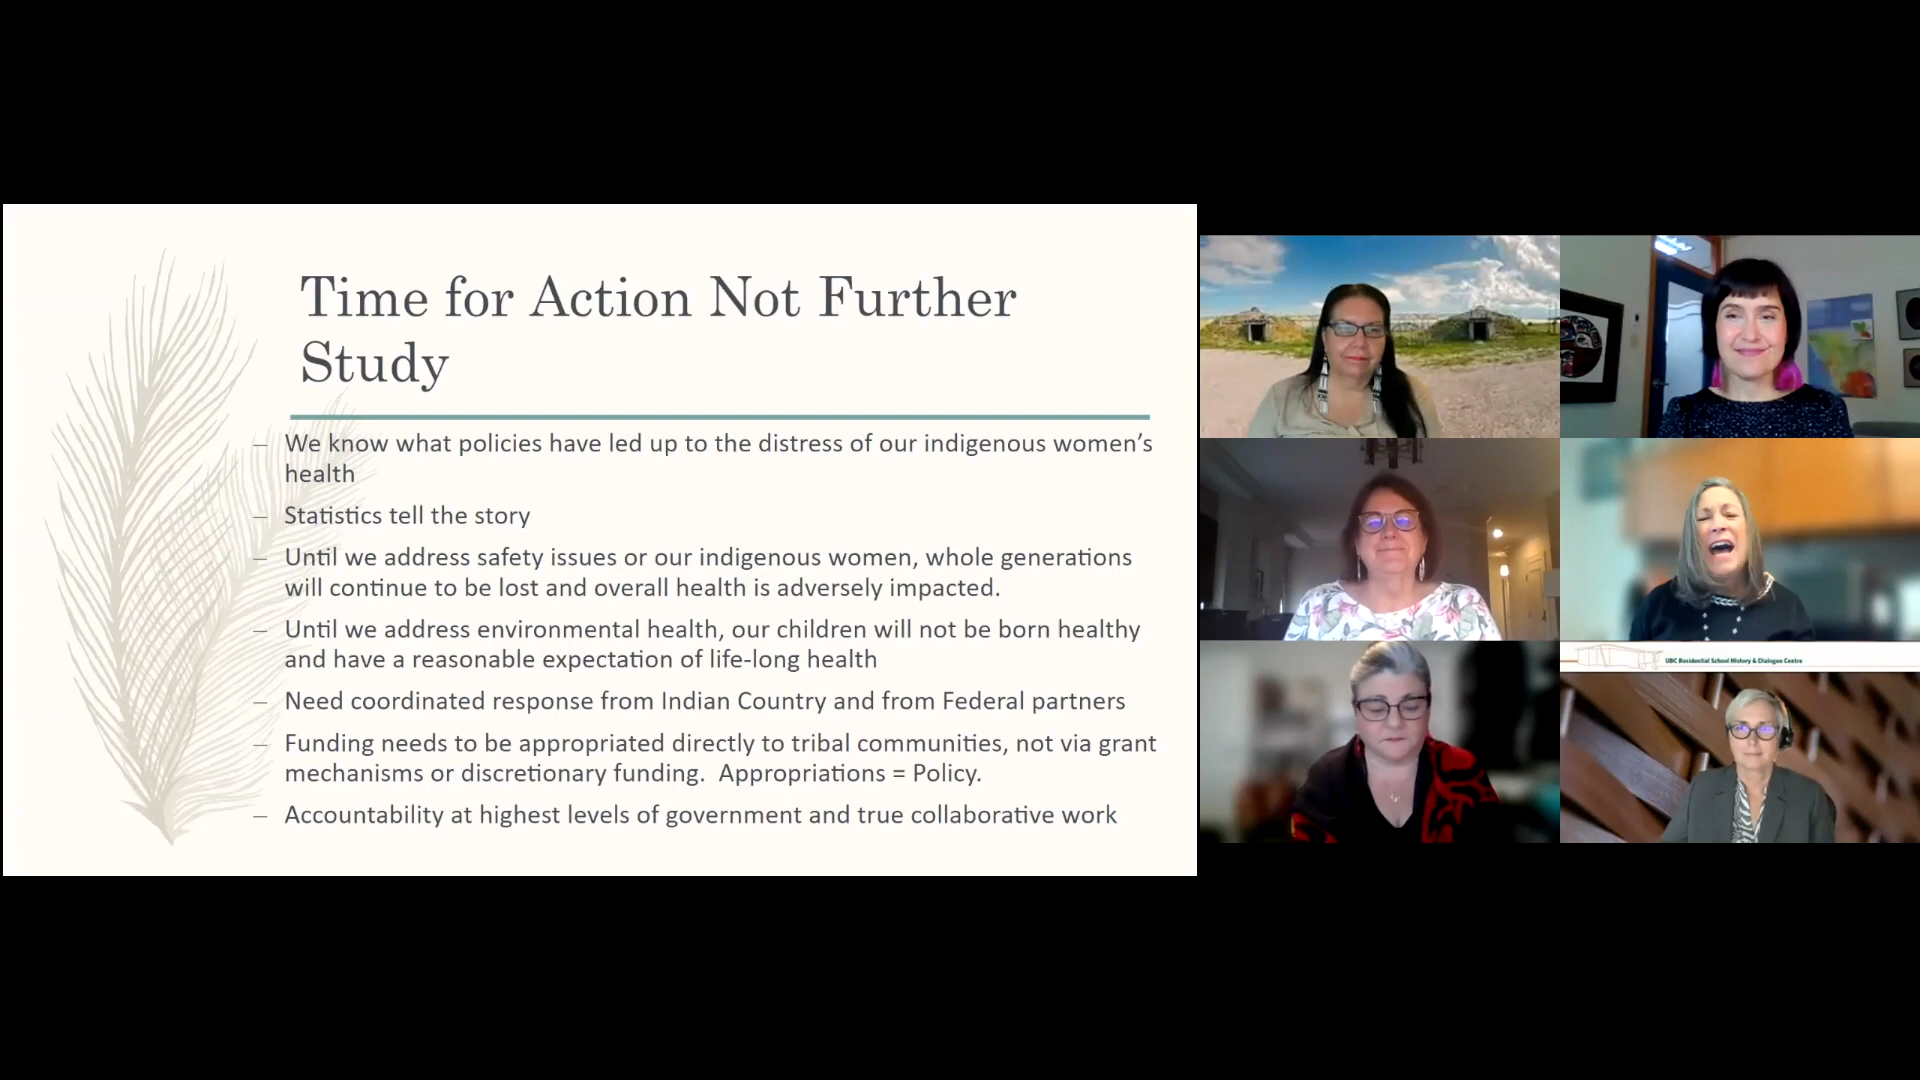 Time for Action Not Further
Study
– We know what policies have led up to the distress of our indigenous women’s
health
– Statistics tell the story
– Until we address safety issues or our indigenous women, whole generations
will continue to be lost and overall health is adversely impacted.
– Until we address environmental health, our children will not be born healthy
and have a reasonable expectation of life-long health
– Need coordinated response from Indian Country and from Federal partners
– Funding needs to be appropriated directly to tribal communities, not via grant
mechanisms or discretionary funding.  Appropriations = Policy.
– Accountability at highest levels of government and true collaborative work
UBC Residential School History & Dialogue Centre